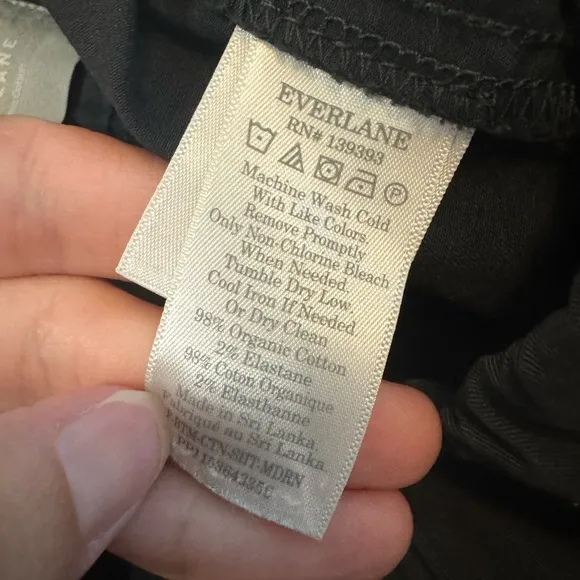 EVERLANE
RN# 139393
Machine Wash Cold
With Like Colors
Remove Promptly
Only Non-Chlorine Bleach
When Needed.
Tumble Dry Low.
Cool Iron If Needed
Or Dry Clean
98% Organic Cotton
2% Elastane
98% Coton Organique
2% Elasthanne
Made in Sri Lanka
Fabriqué au Sri Lanka
LANE